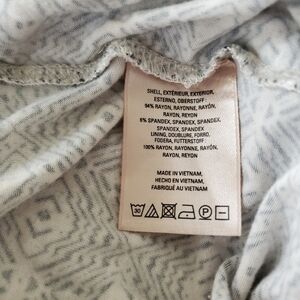 SHELL, EXTÉRIEUR, EXTERIOR,
ESTERNO, OBERSTOFF :
94% RAYON, RAYONNE, RAYÓN,
RAYON, REYON
6% SPANDEX, SPANDEX,
SPANDEX, SPANDEX
LINING, DOUBLURE, FORRO,
FODERA, FUTTERSTOFF :
100% RAYON, RAYONNE, RAYÓN,
RAYON, REYON
MADE IN VIETNAM,
HECHO EN VIETNAM,
FABRIQUÉ AU VIETNAM
30
P